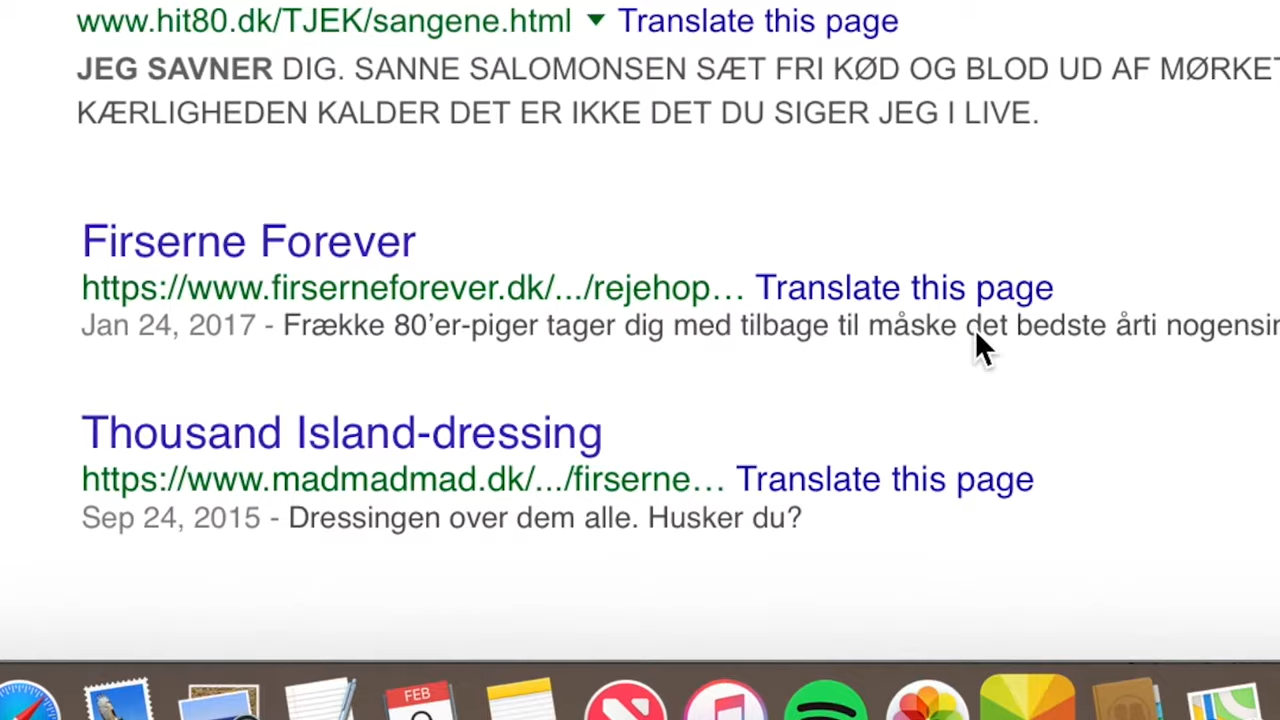 www.hit80.dk/TJEK/sangene.html ▼ Translate this page
JEG SAVNER DIG. SANNE SALOMONSEN SÆT FRI KØD OG BLOD UD AF MØRKET
KÆRLIGHEDEN KALDER DET ER IKKE DET DU SIGER JEG I LIVE.
Firserne Forever
https://www.firserneforever.dk/.../rejehop… Translate this page
Jan 24, 2017 - Frække 80’er-piger tager dig med tilbage til måske det bedste årti
Thousand Island-dressing
https://www.madmadmad.dk/.../firserne… Translate this page
Sep 24, 2015 - Dressingen over dem alle. Husker du?
FEB